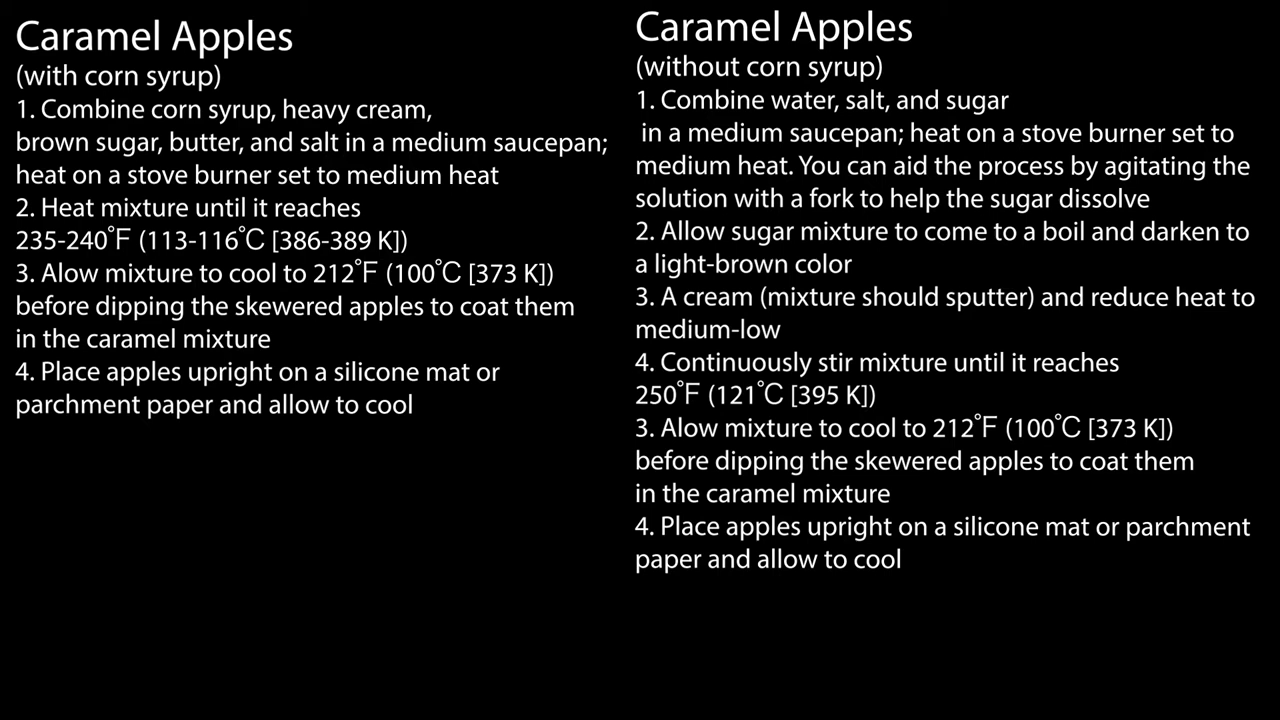 Caramel Apples
(with corn syrup)
1. Combine corn syrup, heavy cream,
brown sugar, butter, and salt in a medium saucepan;
heat on a stove burner set to medium heat
2. Heat mixture until it reaches
235-240°F (113-116°C [386-389 K])
3. Alow mixture to cool to 212°F (100°C [373 K])
before dipping the skewered apples to coat them
in the caramel mixture
4. Place apples upright on a silicone mat or
parchment paper and allow to cool
Caramel Apples
(without corn syrup)
1. Combine water, salt, and sugar
in a medium saucepan; heat on a stove burner set to
medium heat. You can aid the process by agitating the
solution with a fork to help the sugar dissolve
2. Allow sugar mixture to come to a boil and darken to
a light-brown color
3. A cream (mixture should sputter) and reduce heat to
medium-low
4. Continuously stir mixture until it reaches
250°F (121°C [395 K])
3. Alow mixture to cool to 212°F (100°C [373 K])
before dipping the skewered apples to coat them
in the caramel mixture
4. Place apples upright on a silicone mat or parchment
paper and allow to cool